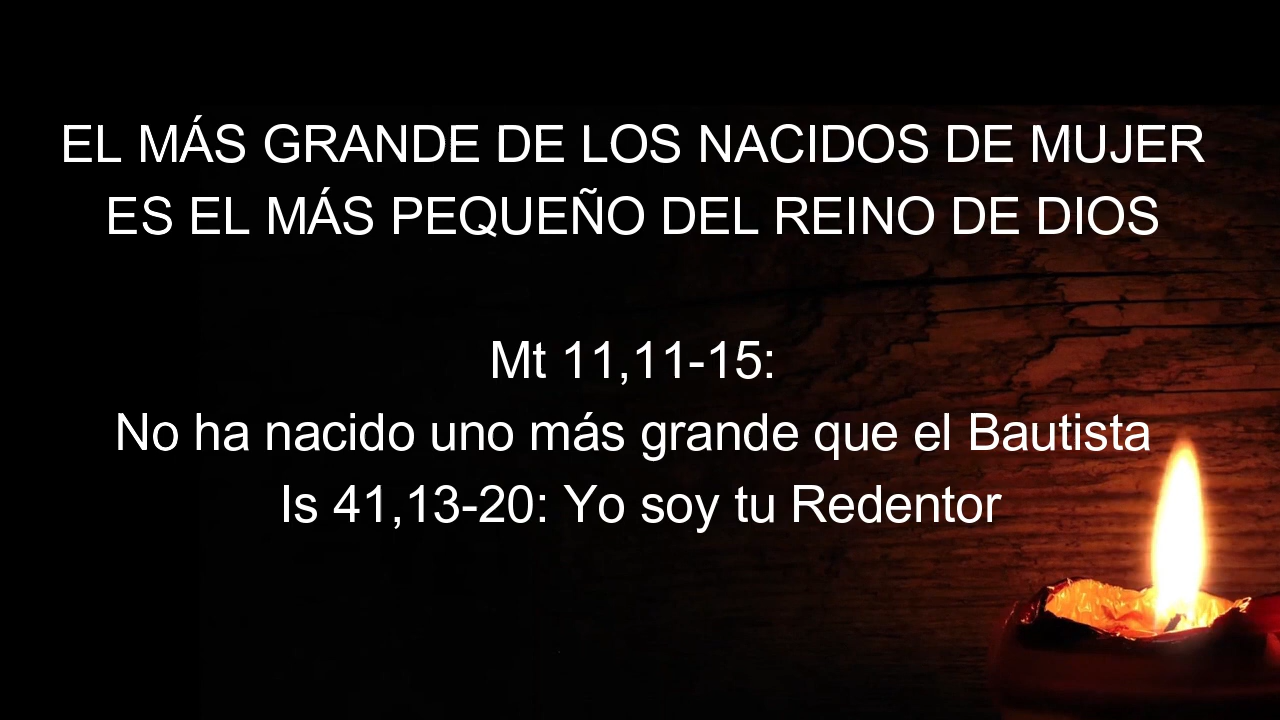 EL MÁS GRANDE DE LOS NACIDOS DE MUJER
ES EL MÁS PEQUEÑO DEL REINO DE DIOS
Mt 11,11-15:
No ha nacido uno más grande que el Bautista
Is 41,13-20: Yo soy tu Redentor